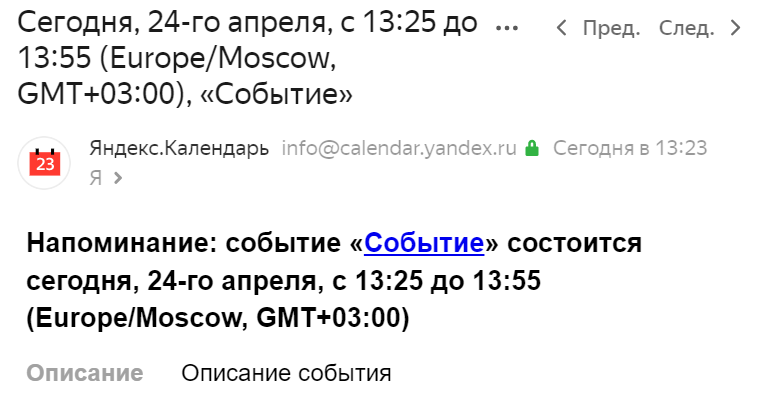 Сегодня, 24-го апреля, с 13:25 до ··· < Пред. След. >
13:55 (Europe/Moscow,
GMT+03:00), «Событие»
Яндекс.Календарь info@calendar.yandex.ru Сегодня в 13:23
23
Я >
Напоминание: событие «Событие» состоится
сегодня, 24-го апреля, с 13:25 до 13:55
(Europe/Moscow, GMT+03:00)
Описание Описание события